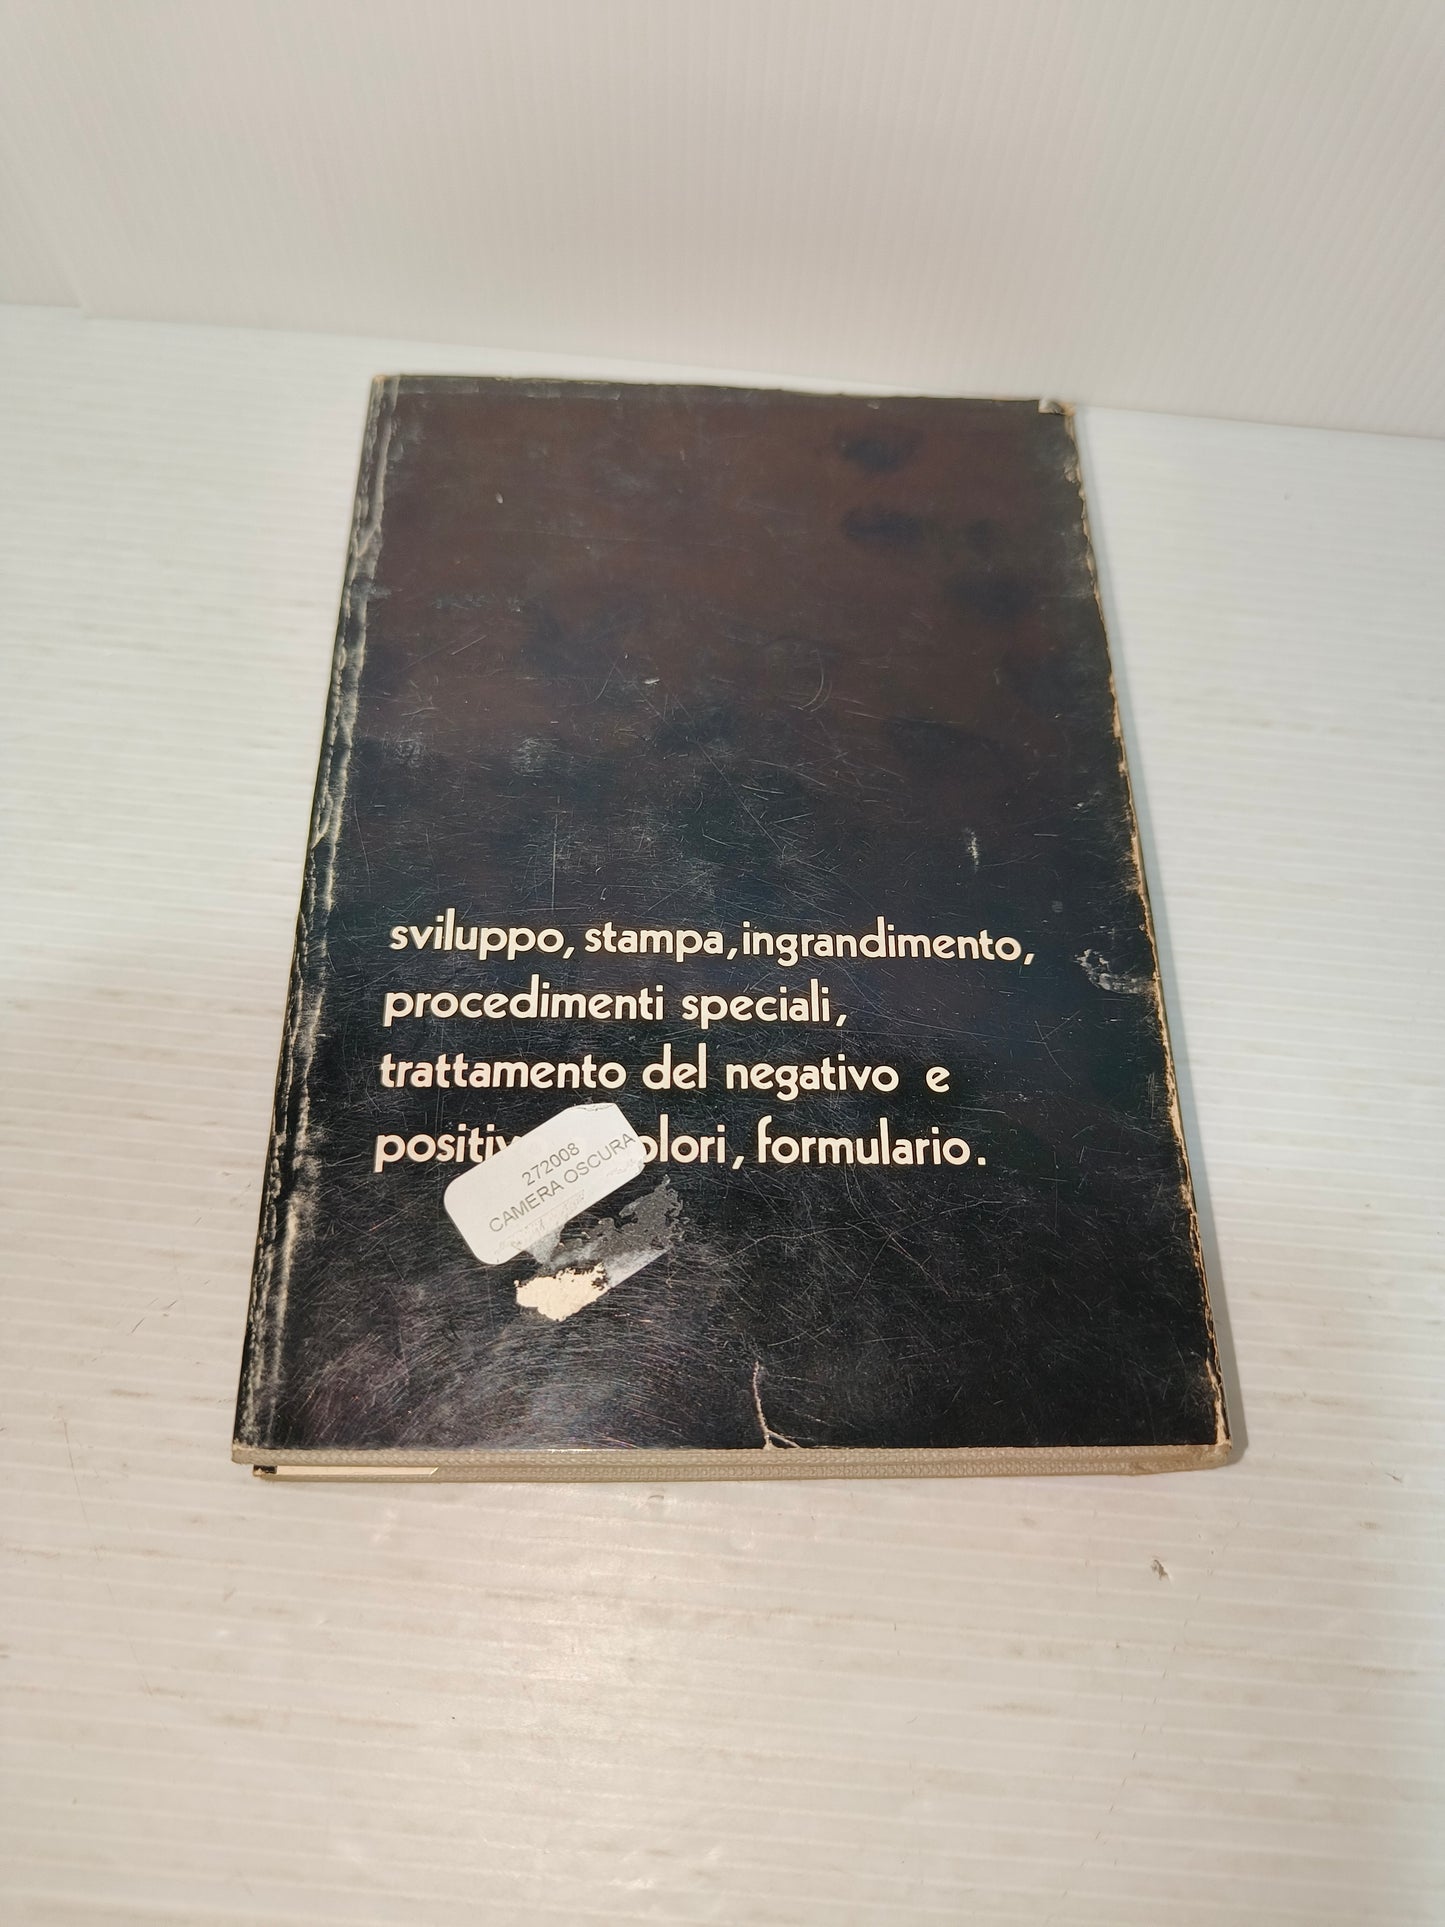 sviluppo, stampa, ingrandimento,
procedimenti speciali,
trattamento del negativo e
formulario.
272008
CAMERA OSCURA